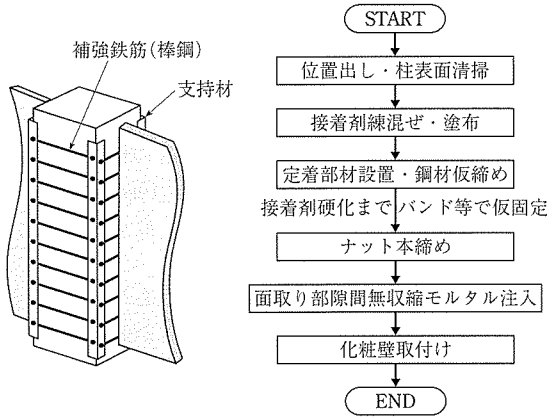 補強鉄筋(棒鋼)
支持材
START
位置出し・柱表面清掃
接着剤練混ぜ・塗布
定着部材設置・鋼材仮締め
接着剤硬化まで バンド等で仮固定
ナット本締め
面取り部隙間無収縮モルタル注入
化粧壁取付け
END